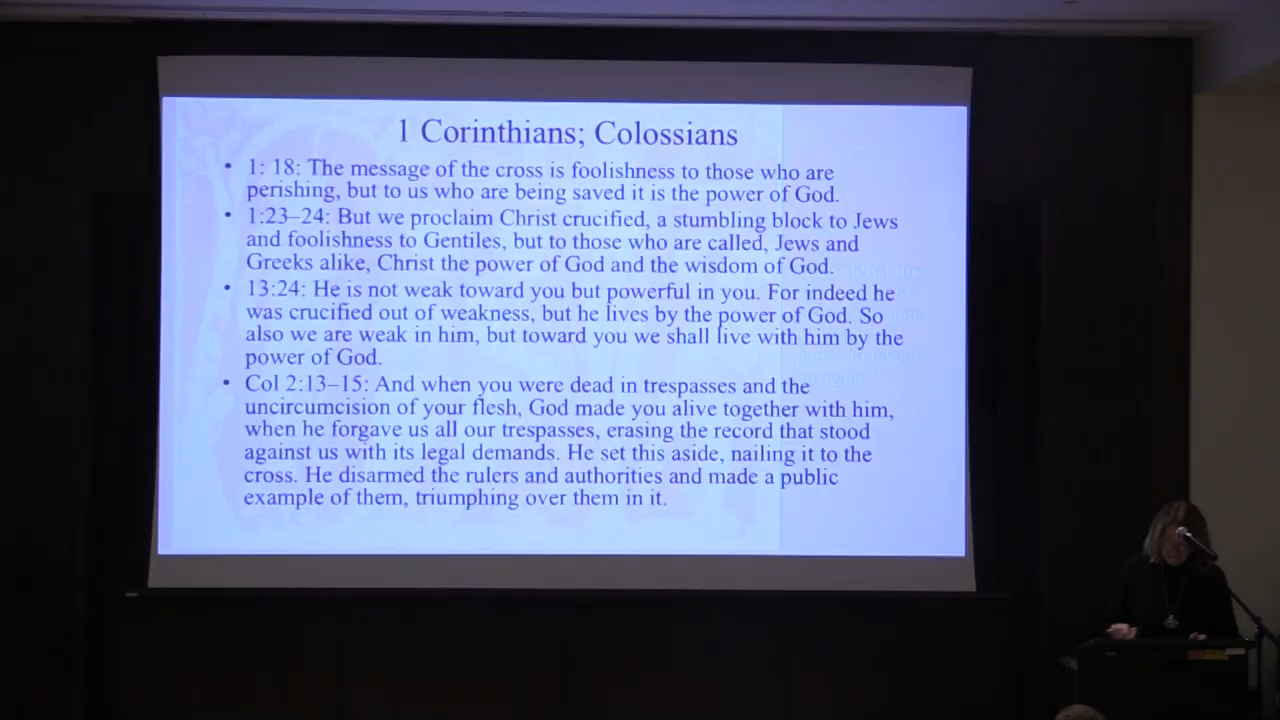 1 Corinthians; Colossians
• 1: 18: The message of the cross is foolishness to those who are
perishing, but to us who are being saved it is the power of God.
• 1:23–24: But we proclaim Christ crucified, a stumbling block to Jews
and foolishness to Gentiles, but to those who are called, Jews and
Greeks alike, Christ the power of God and the wisdom of God.
• 13:24: He is not weak toward you but powerful in you. For indeed he
was crucified out of weakness, but he lives by the power of God. So
also we are weak in him, but toward you we shall live with him by the
power of God.
• Col 2:13–15: And when you were dead in trespasses and the
uncircumcision of your flesh, God made you alive together with him,
when he forgave us all our trespasses, erasing the record that stood
against us with its legal demands. He set this aside, nailing it to the
cross. He disarmed the rulers and authorities and made a public
example of them, triumphing over them in it.